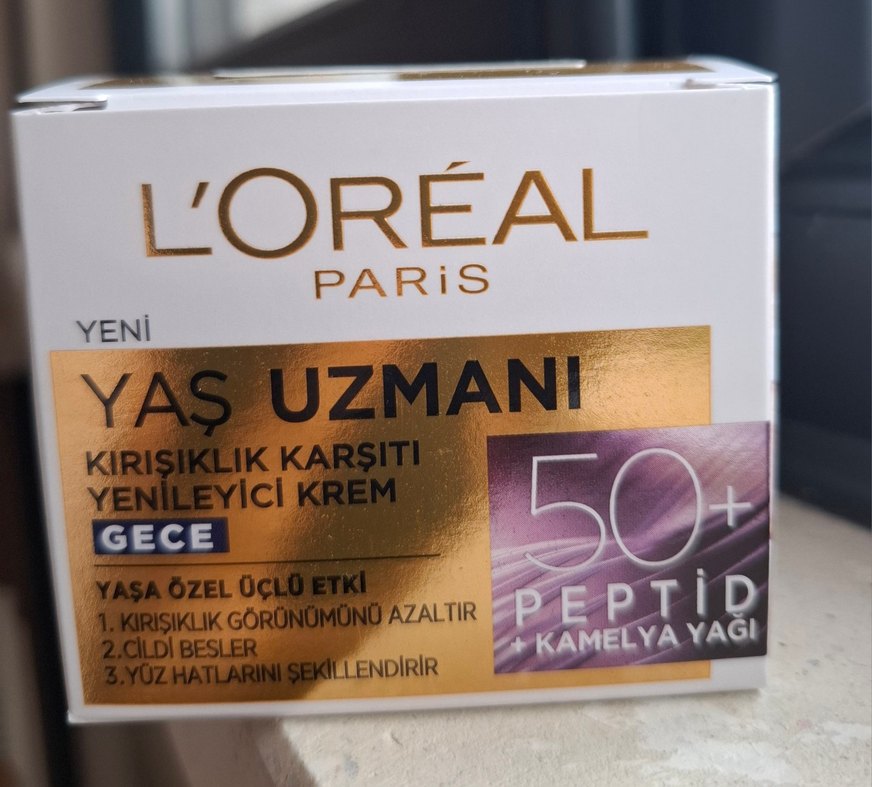 L'ORÉAL
PARiS
YENİ
YAŞ UZMANI
KIRIŞIKLIK KARŞITI
YENİLEYİCİ KREM
GECE
YAŞA ÖZEL ÜÇLÜ ETKİ
1. KIRIŞIKLIK GÖRÜNÜMÜNÜ AZALTIR
2.CİLDİ BESLER
3.YÜZ HATLARINI ŞEKİLLENDİRİR
50+
PEPTİD
+ KAMELYA YAĞI